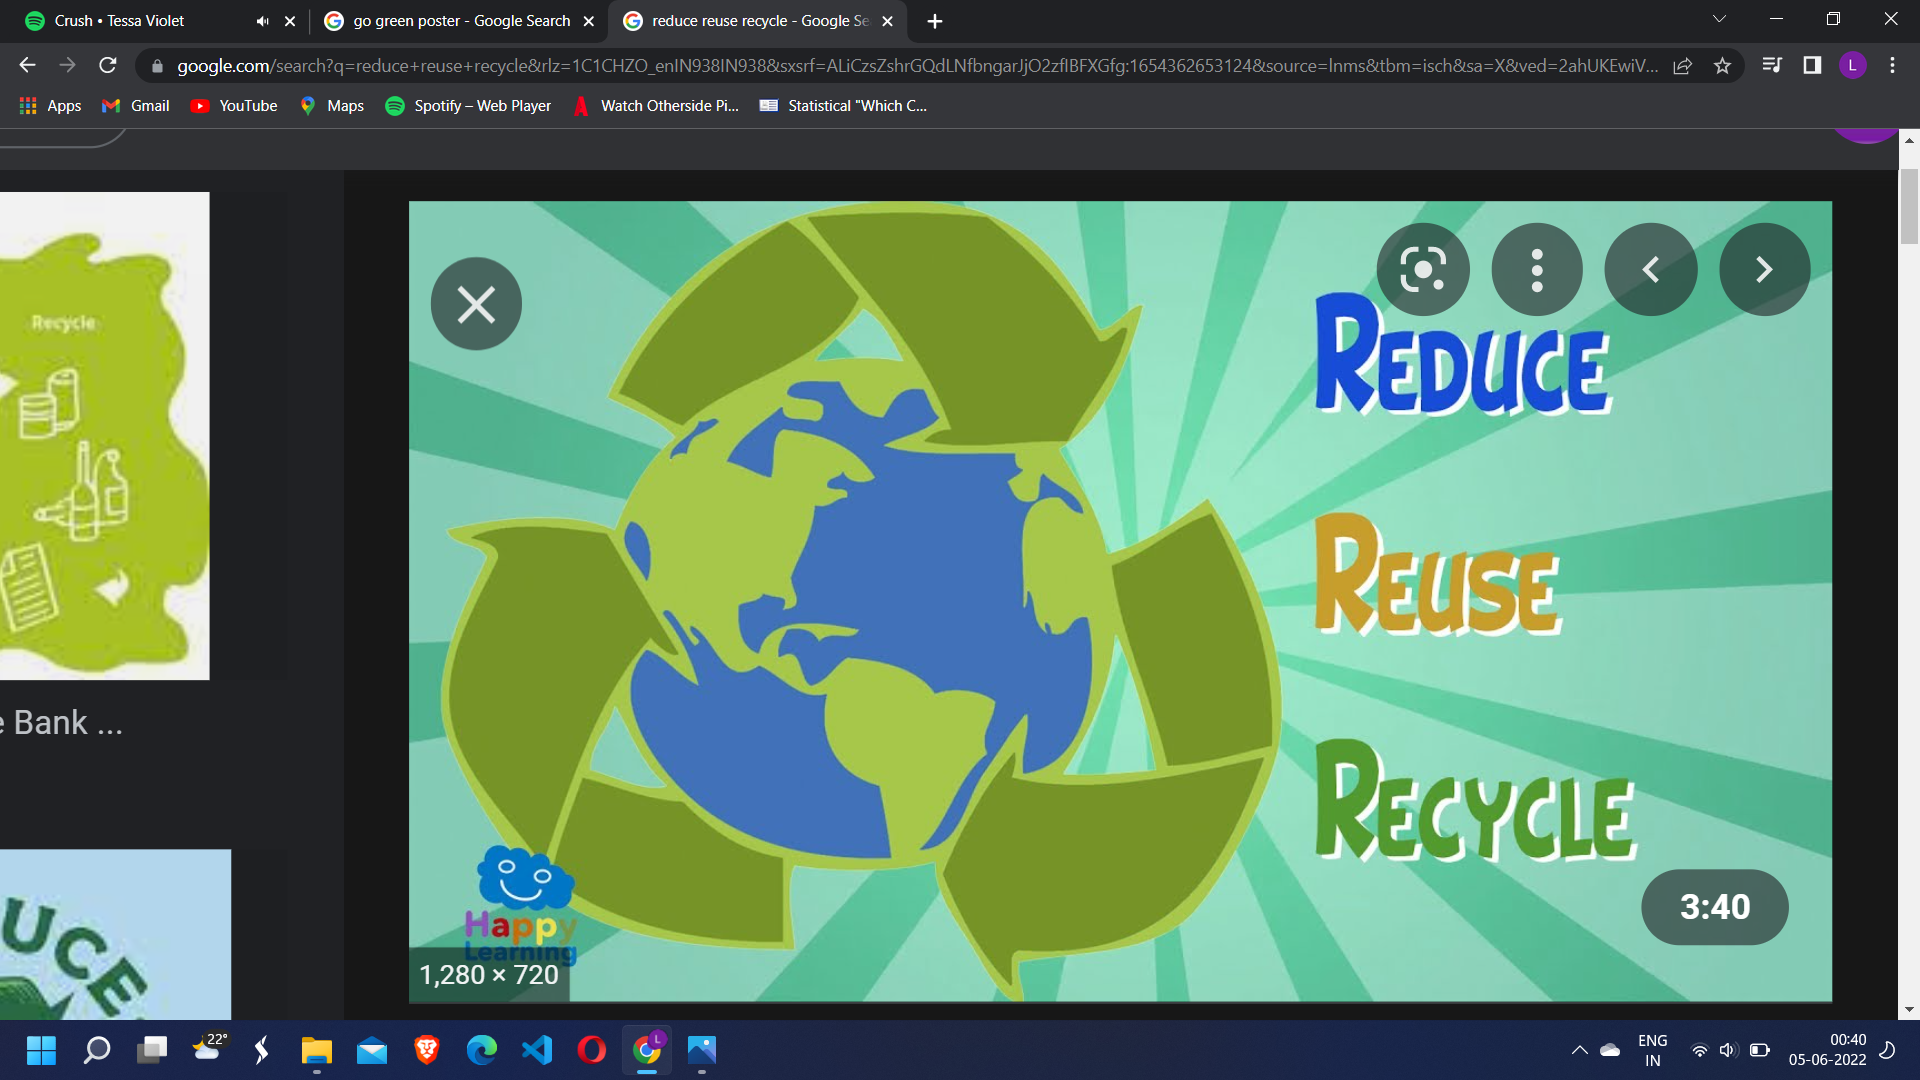 Crush • Tessa Violet
go green poster - Google Search
reduce reuse recycle - Google Se
google.com/search?q=reduce+reuse+recycle&rlz=1C1CHZO_enIN938IN938&sxsrf=ALiCzsZshrGQdLNfbngarJjO2zfIBFXGfg:1654362653124&source=lnms&tbm=isch&sa=X&ved=2ahUKEwiV...
L
Apps
Gmail
YouTube
Maps
Spotify – Web Player
Watch Otherside Pi...
Statistical "Which C...
Recycle
e Bank ...
UCE
REDUCE
REUSE
RECYCLE
Happy
Learning
1,280 × 720
3:40
22°
L
ENG
IN
00:40
05-06-2022